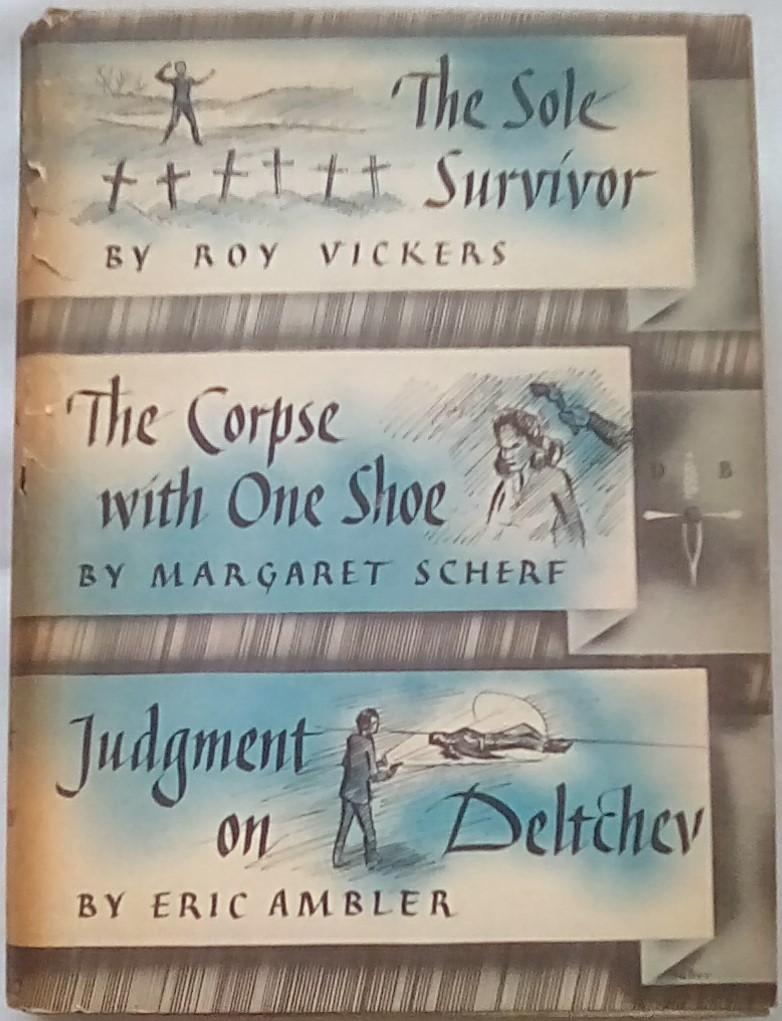 The Sole
Survivor
BY ROY VICKERS
The Corpse
with One Shoe
BY MARGARET SCHERF
D B
Judgment
on Deltchev
BY ERIC AMBLER